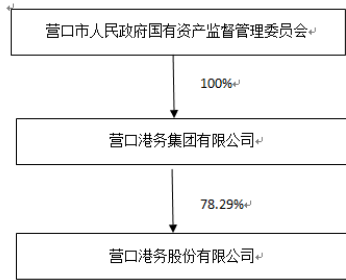 营口市人民政府国有资产监督管理委员会
100%
营口港务集团有限公司
78.29%
营口港务股份有限公司